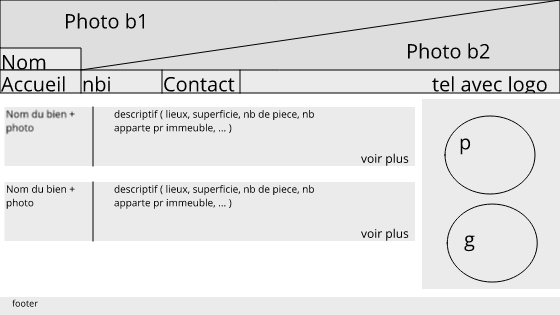 Photo b1
Photo b2
Nom
Accueil nbi Contact tel avec logo
Nom du bien + photo
descriptif ( lieux, superficie, nb de piece, nb
apparte pr immeuble, ... )
voir plus
Nom du bien + photo
descriptif ( lieux, superficie, nb de piece, nb
apparte pr immeuble, ... )
voir plus
p
g
footer